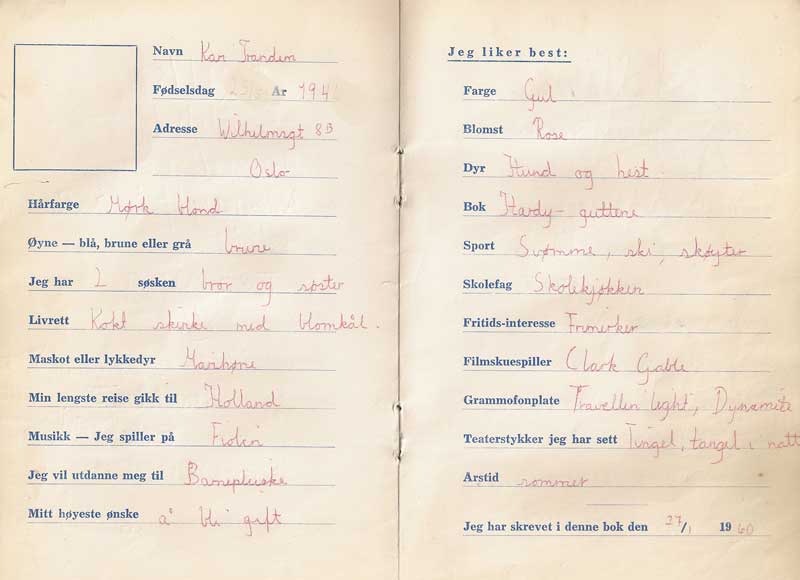 Navn Kari Tranden
Fødselsdag År 194
Adresse Wilhelmsgt 8B
Oslo
Hårfarge Mørk blond
Øyne — blå, brune eller grå brune
Jeg har 2 søsken bror og søster
Livrett Kokt skinke med blomkål.
Maskot eller lykkedyr Marihøne
Min lengste reise gikk til Holland
Musikk — Jeg spiller på Fiolin
Jeg vil utdanne meg til Barnepleiske
Mitt høyeste ønske å bli gift
Jeg liker best:
Farge Gul
Blomst Rose
Dyr Hund og hest
Bok Hardy-guttene
Sport Svømme, ski, skøyter
Skolefag Skolekjøkken
Fritids-interesse Frimerker
Filmskuespiller Clark Gable
Grammofonplate Travellin light, Dynamite
Teaterstykker jeg har sett Tingel, tangel i natt
Årstid sommer
Jeg har skrevet i denne bok den 27/1 1960